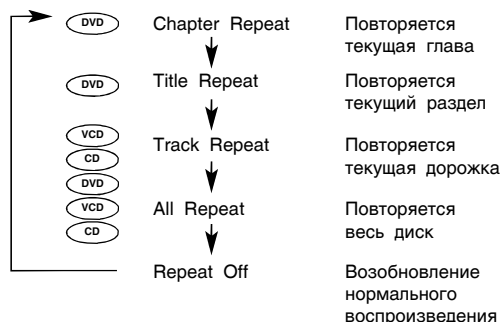 DVD Chapter Repeat Повторяется
текущая глава
DVD Title Repeat Повторяется
текущий раздел
VCD
CD Track Repeat Повторяется
текущая дорожка
DVD
VCD All Repeat Повторяется
CD весь диск
Repeat Off Возобновление
нормального
воспроизведения